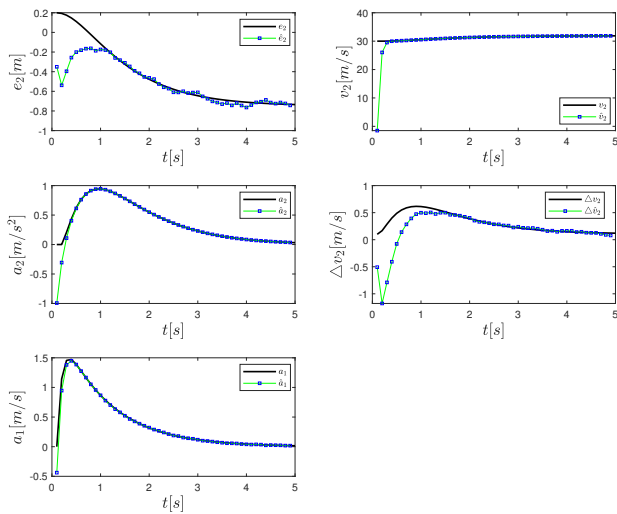 0.2
0
-0.2
-0.4
-0.6
-0.8
-1
e₂[m]
e₂
ê₂
0 1 2 3 4 5
t[s]
40
30
20
10
0
v₂[m/s]
v₂
v̂₂
0 1 2 3 4 5
t[s]
1
0.5
0
-0.5
-1
a₂[m/s²]
a₂
â₂
0 1 2 3 4 5
t[s]
1
0.5
0
-0.5
-1
△v₂[m/s]
△v₂
△v̂₂
0 1 2 3 4 5
t[s]
1.5
1
0.5
0
-0.5
a₁[m/s]
a₁
â₁
0 1 2 3 4 5
t[s]